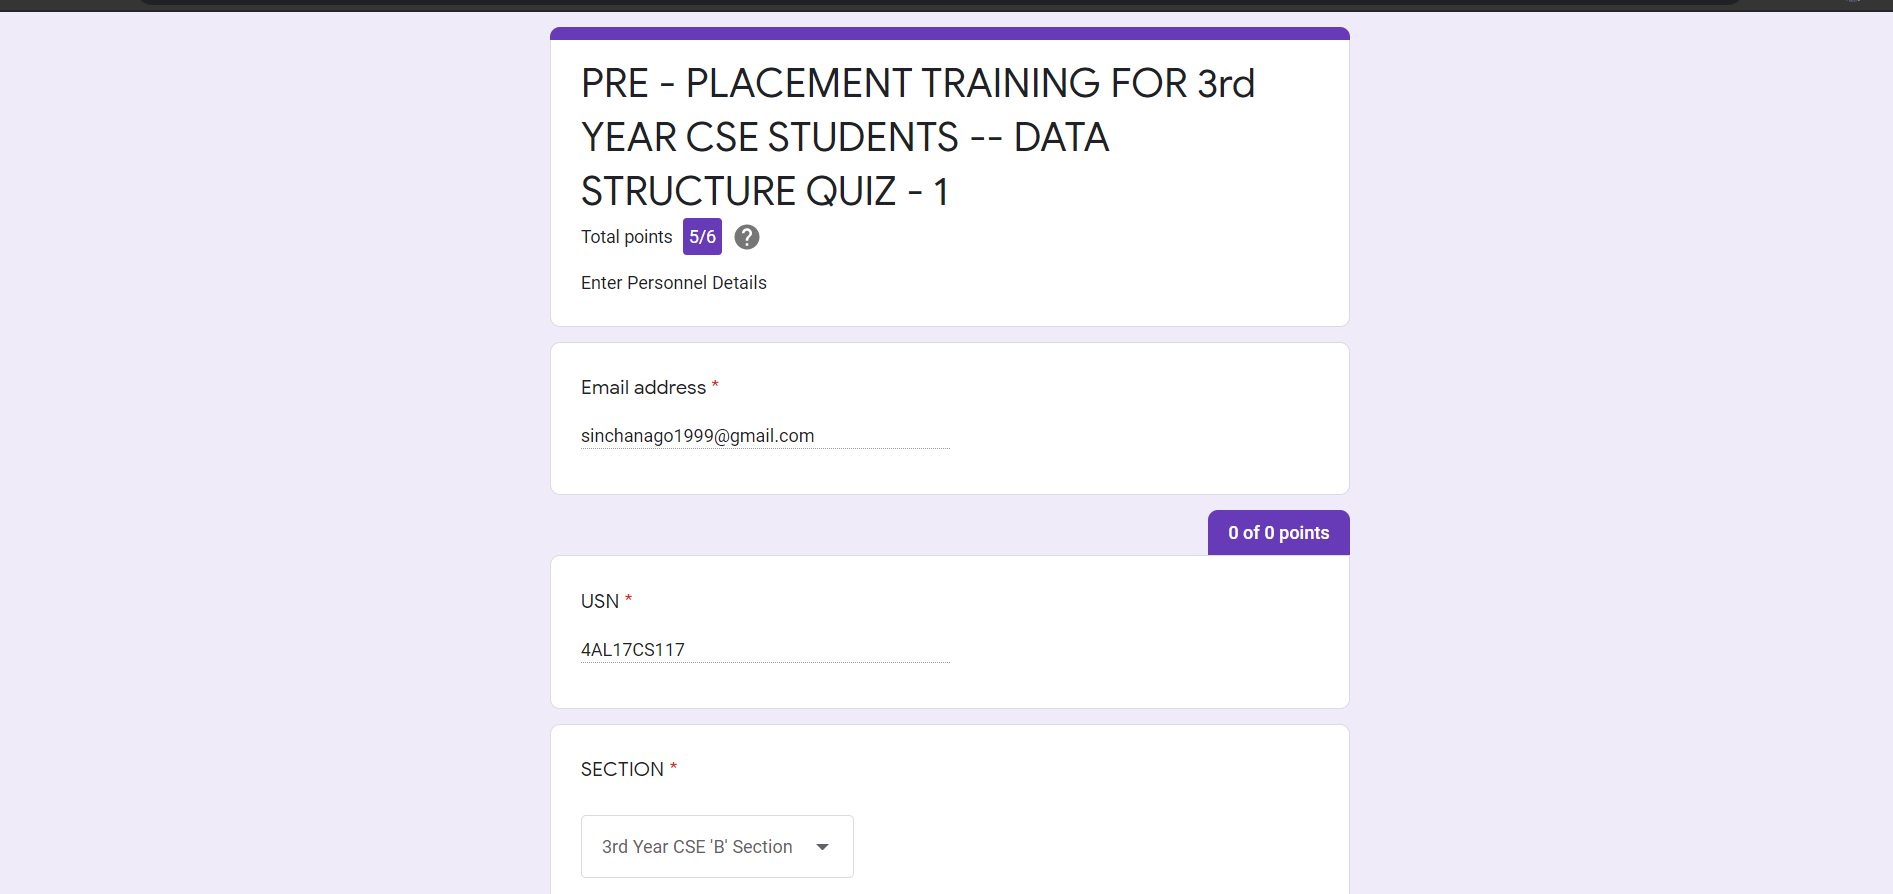 PRE - PLACEMENT TRAINING FOR 3rd
YEAR CSE STUDENTS -- DATA
STRUCTURE QUIZ - 1
Total points 5/6 ?
Enter Personnel Details
Email address *
sinchanago1999@gmail.com
0 of 0 points
USN *
4AL17CS117
SECTION *
3rd Year CSE 'B' Section